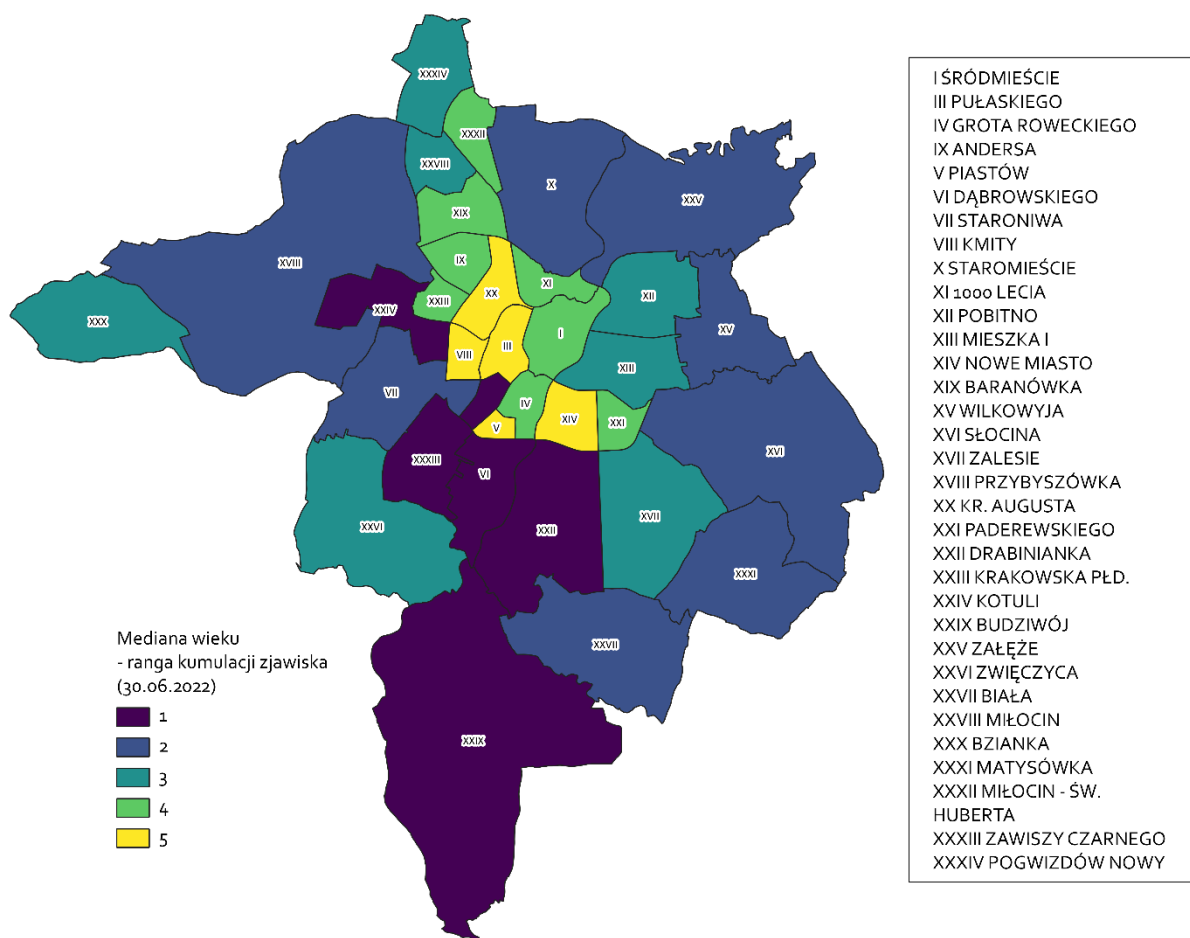 XXXIV
XXXII
XXVIII
X
XXV
XIX
IX
XVIII
XI
XII
XX
XXIII
XXIV
XXX
I
XV
III
VIII
XIII
VII
IV
XIV
XXI
V
XVI
XXXIII
VI
XXVI
XXII
XVII
XXXI
XXVII
XXIX
Mediana wieku
- ranga kumulacji zjawiska
(30.06.2022)
1
2
3
4
5
I ŚRÓDMIEŚCIE
III PUŁASKIEGO
IV GROTA ROWECKIEGO
IX ANDERSA
V PIASTÓW
VI DĄBROWSKIEGO
VII STARONIWA
VIII KMITY
X STAROMIEŚCIE
XI 1000 LECIA
XII POBITNO
XIII MIESZKA I
XIV NOWE MIASTO
XIX BARANÓWKA
XV WILKOWYJA
XVI SŁOCINA
XVII ZALESIE
XVIII PRZYBYSZÓWKA
XX KR. AUGUSTA
XXI PADEREWSKIEGO
XXII DRABINIANKA
XXIII KRAKOWSKA PŁD.
XXIV KOTULI
XXIX BUDZIWÓJ
XXV ZAŁĘŻE
XXVI ZWIĘCZYCA
XXVII BIAŁA
XXVIII MIŁOCIN
XXX BZIANKA
XXXI MATYSÓWKA
XXXII MIŁOCIN - ŚW.
HUBERTA
XXXIII ZAWISZY CZARNEGO
XXXIV POGWIZDÓW NOWY